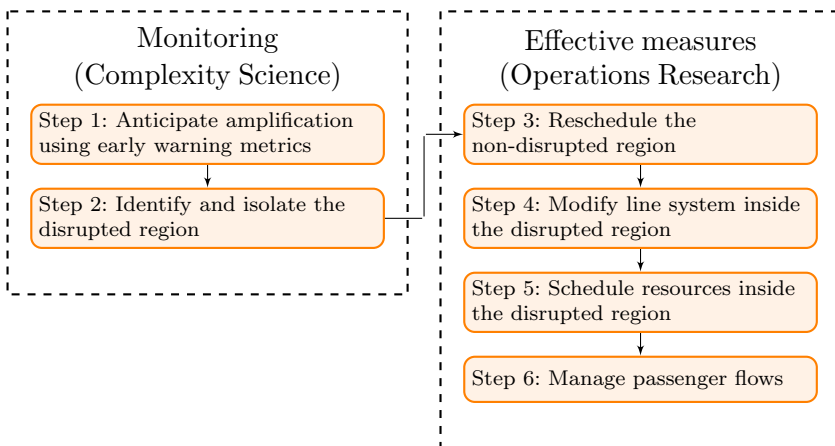 Monitoring
(Complexity Science)
Step 1: Anticipate amplification
using early warning metrics
Step 2: Identify and isolate the
disrupted region
Effective measures
(Operations Research)
Step 3: Reschedule the
non-disrupted region
Step 4: Modify line system inside
the disrupted region
Step 5: Schedule resources inside
the disrupted region
Step 6: Manage passenger flows